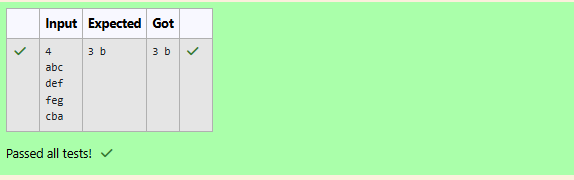 Input Expected Got
4 3 b 3 b
abc
def
feg
cba
Passed all tests!